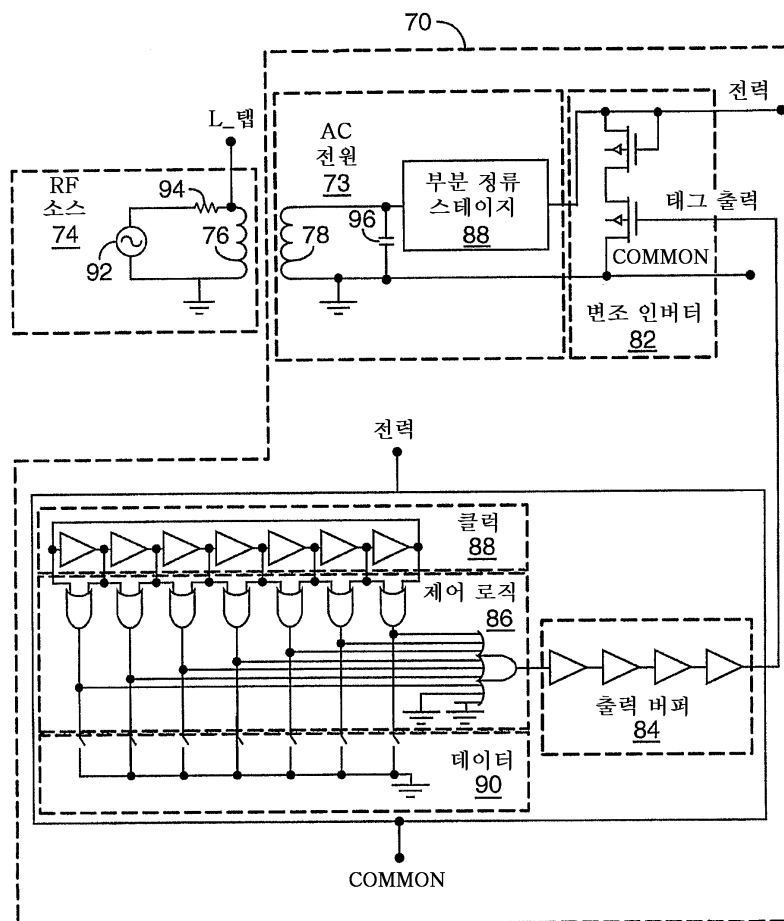 70
L_탭
RF
소스
74
94
92
76
78
AC
전원
73
96
부분 정류
스테이지
88
전력
태그 출력
COMMON
변조 인버터
82
전력
클럭
88
제어 로직
86
출력 버퍼
84
데이터
90
COMMON